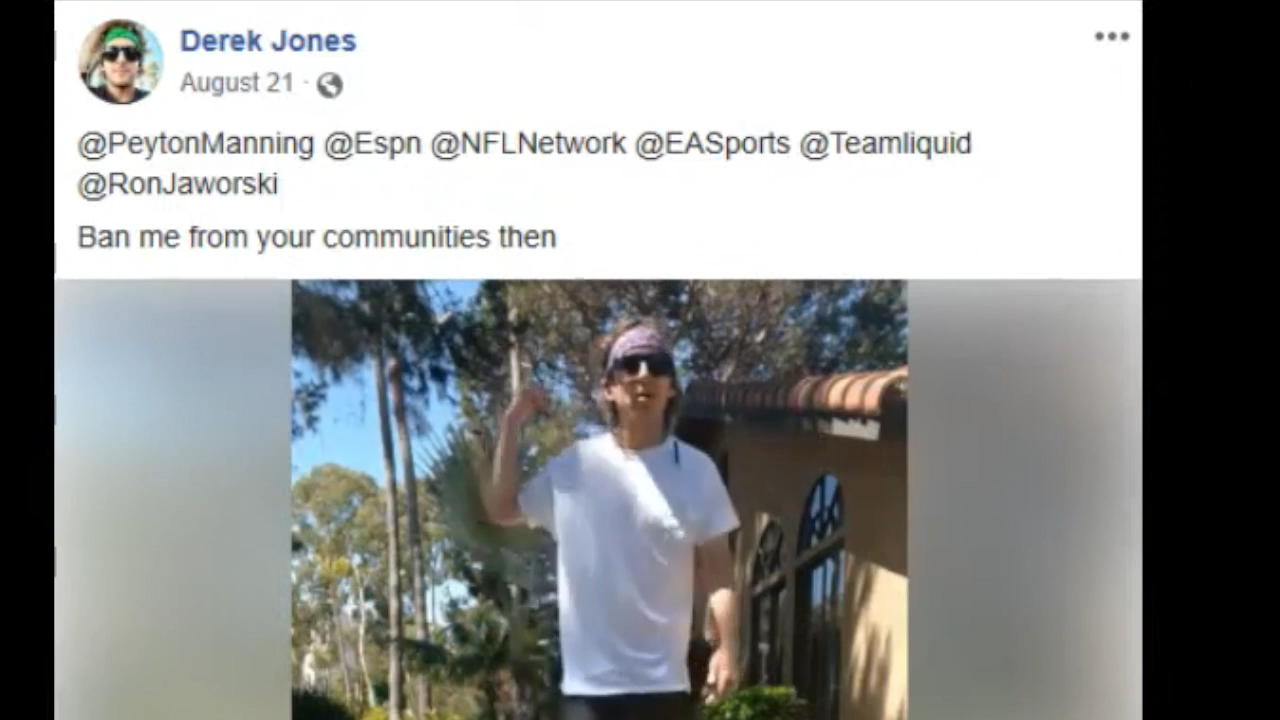 Derek Jones
August 21 ·
@PeytonManning @Espn @NFLNetwork @EASports @Teamliquid
@RonJaworski
Ban me from your communities then